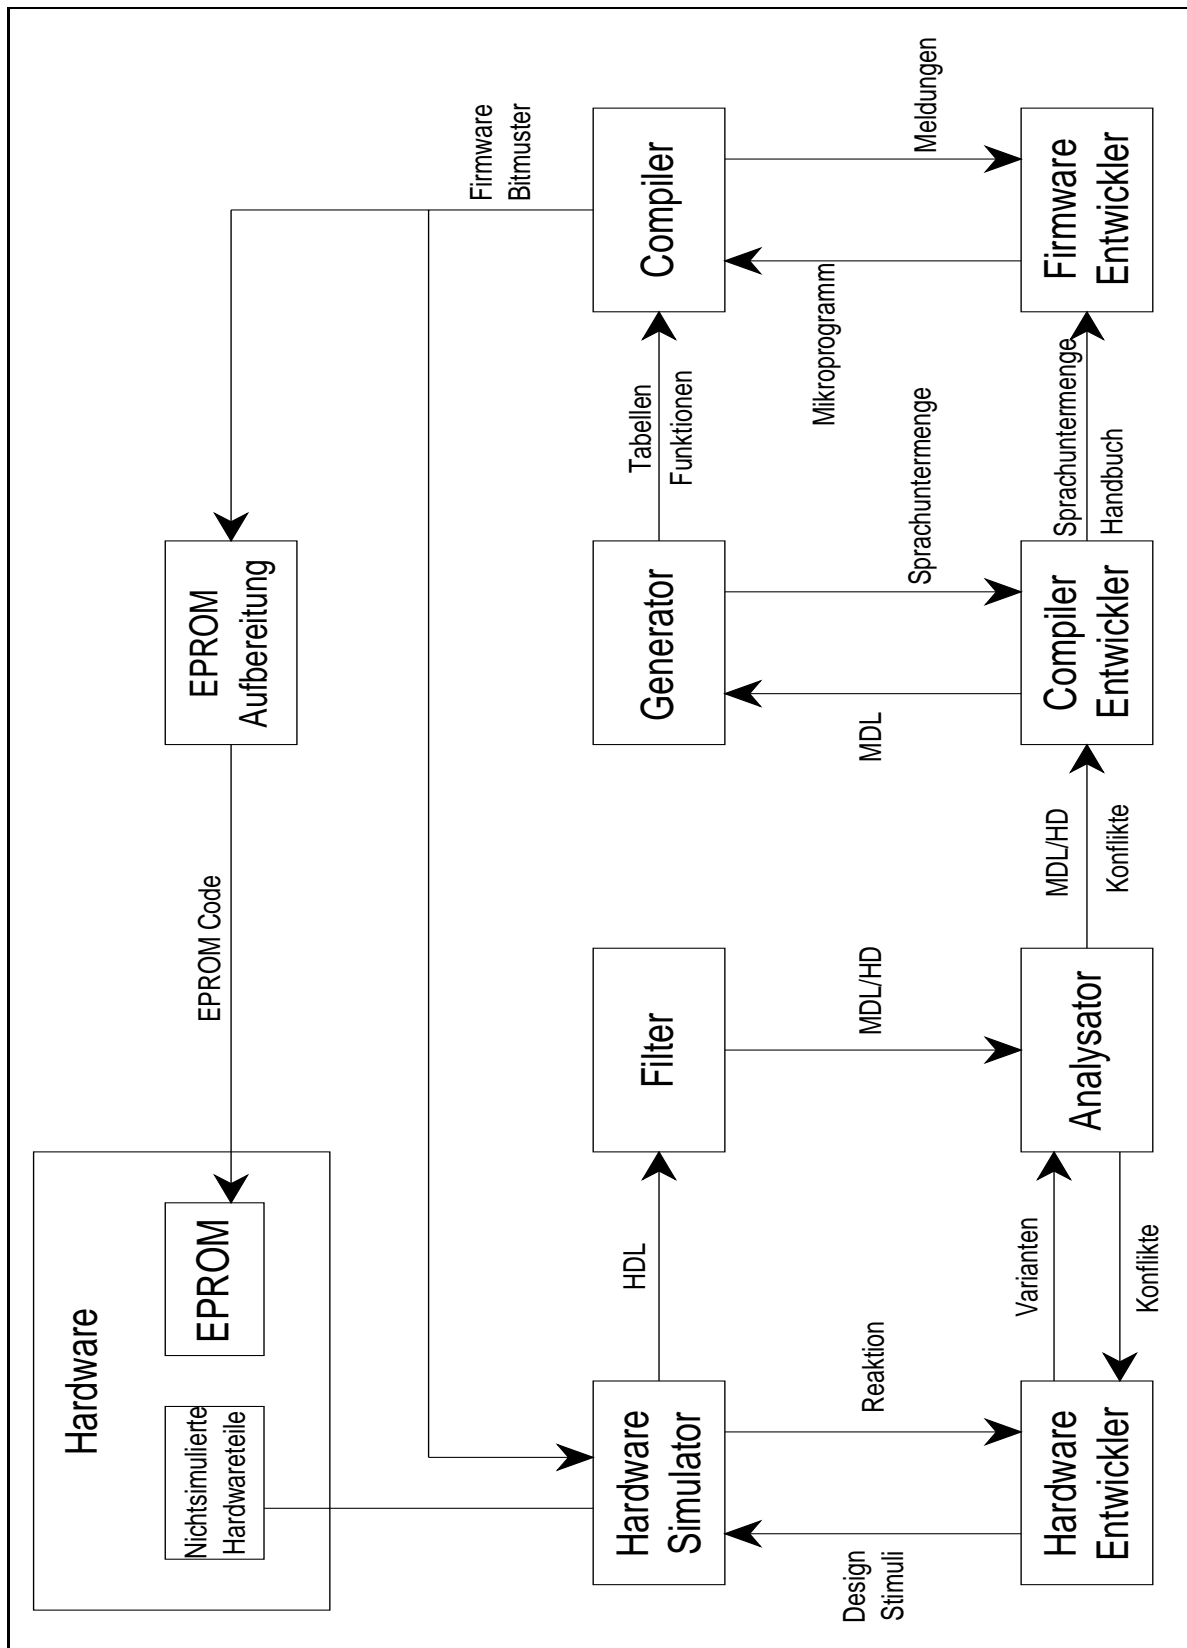 Hardware
Nichtsimulierte
Hardwareteile
EPROM
EPROM Code
EPROM
Aufbereitung
Firmware
Bitmuster
Hardware
Simulator
HDL
Filter
Generator
Tabellen
Funktionen
Compiler
Design
Stimuli
Reaktion
MDL/HD
MDL
Sprachuntermenge
Mikroprogramm
Meldungen
Hardware
Entwickler
Varianten
Konflikte
Analysator
MDL/HD
Konflikte
Compiler
Entwickler
Sprachuntermenge
Handbuch
Firmware
Entwickler